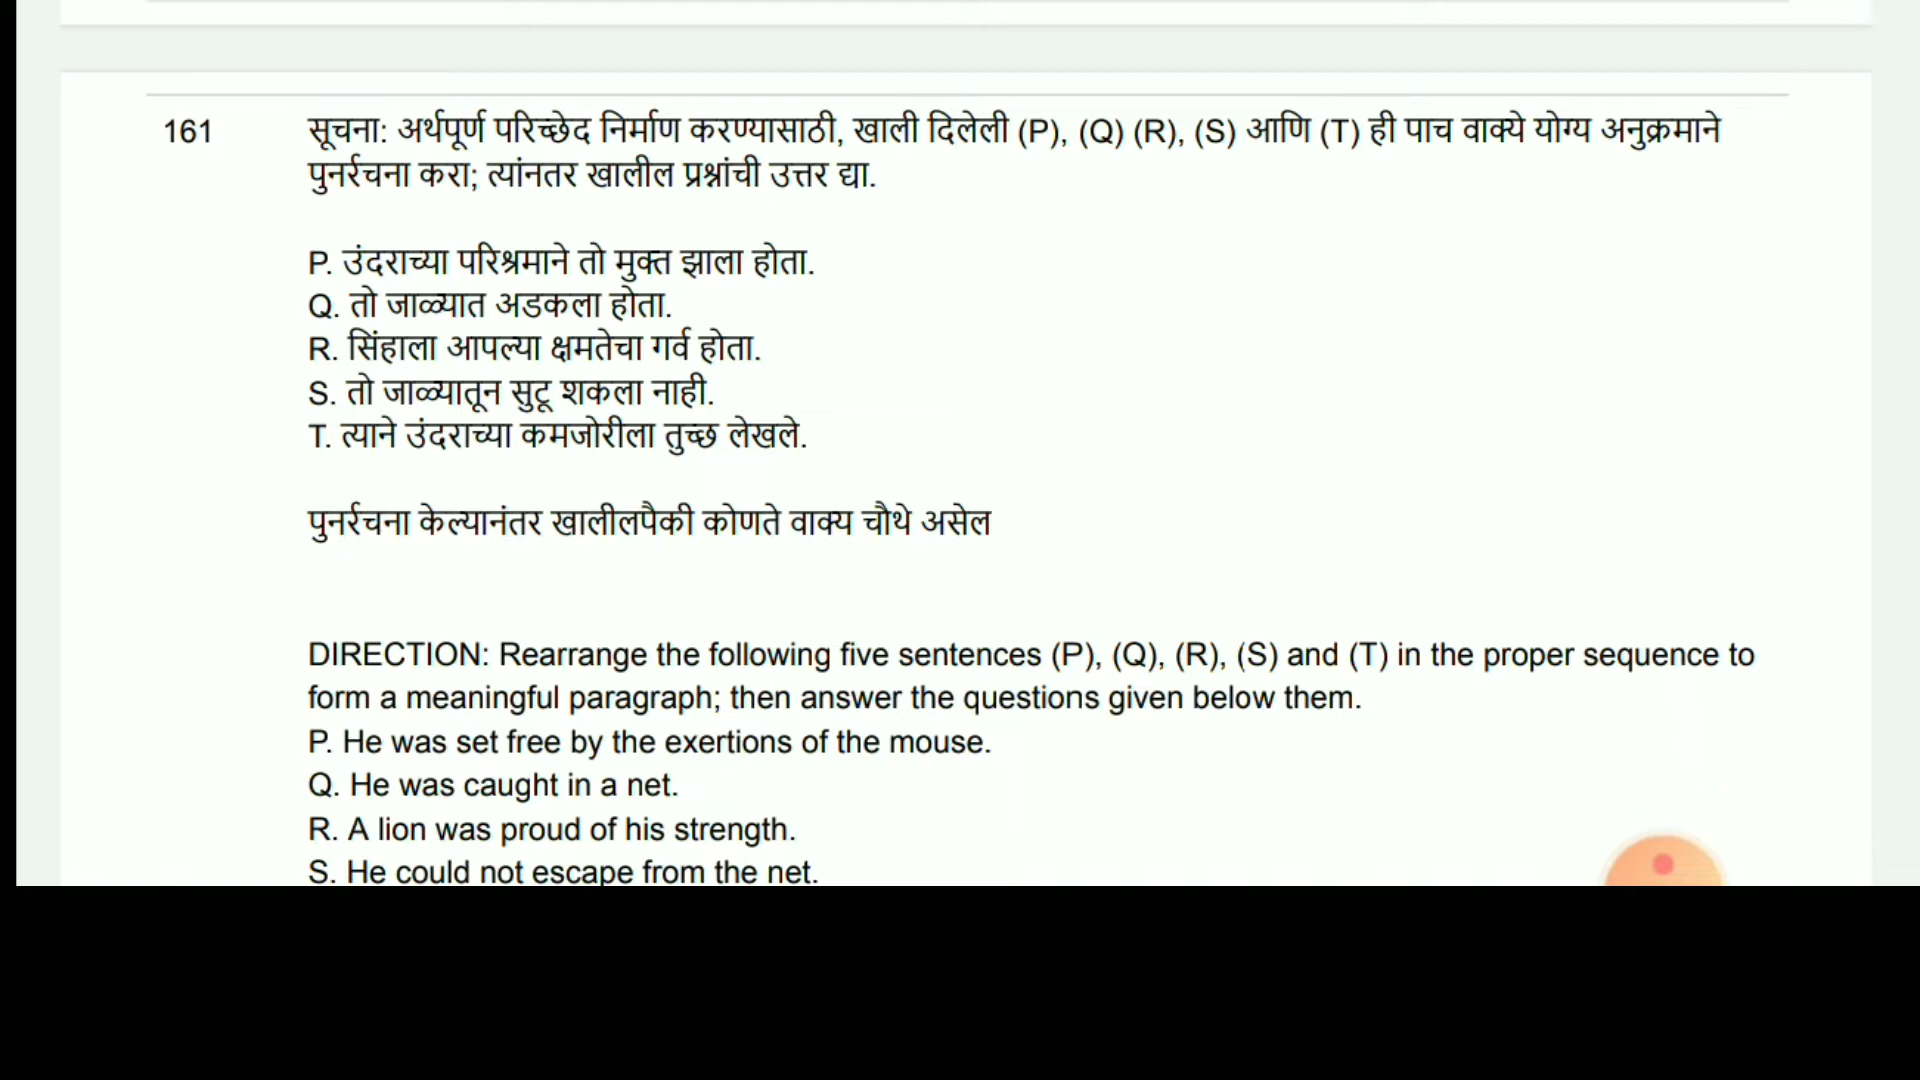 161
सूचना: अर्थपूर्ण परिच्छेद निर्माण करण्यासाठी, खाली दिलेली (P), (Q) (R), (S) आणि (T) ही पाच वाक्ये योग्य अनुक्रमाने
पुनर्रचना करा; त्यांनतर खालील प्रश्नांची उत्तर द्या.
P. उंदराच्या परिश्रमाने तो मुक्त झाला होता.
Q. तो जाळ्यात अडकला होता.
R. सिंहाला आपल्या क्षमतेचा गर्व होता.
S. तो जाळ्यातून सुटू शकला नाही.
T. त्याने उंदराच्या कमजोरीला तुच्छ लेखले.
पुनर्रचना केल्यानंतर खालीलपैकी कोणते वाक्य चौथे असेल
DIRECTION: Rearrange the following five sentences (P), (Q), (R), (S) and (T) in the proper sequence to
form a meaningful paragraph; then answer the questions given below them.
P. He was set free by the exertions of the mouse.
Q. He was caught in a net.
R. A lion was proud of his strength.
S. He could not escape from the net.